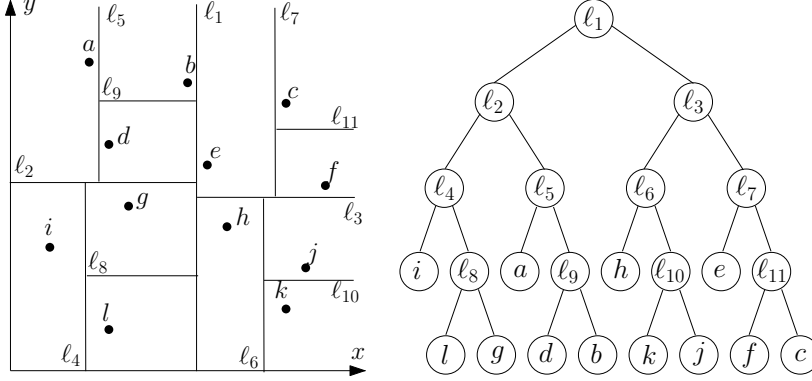 y ℓ5 ℓ1 ℓ7
a
b
ℓ9 c
ℓ11
d
e
ℓ2 f
g ℓ3
i h
ℓ8 j
k ℓ10
l
ℓ4 ℓ6 x
ℓ1
ℓ2 ℓ3
ℓ4 ℓ5 ℓ6 ℓ7
i ℓ8 a ℓ9 h ℓ10 e ℓ11
l g d b k j f c